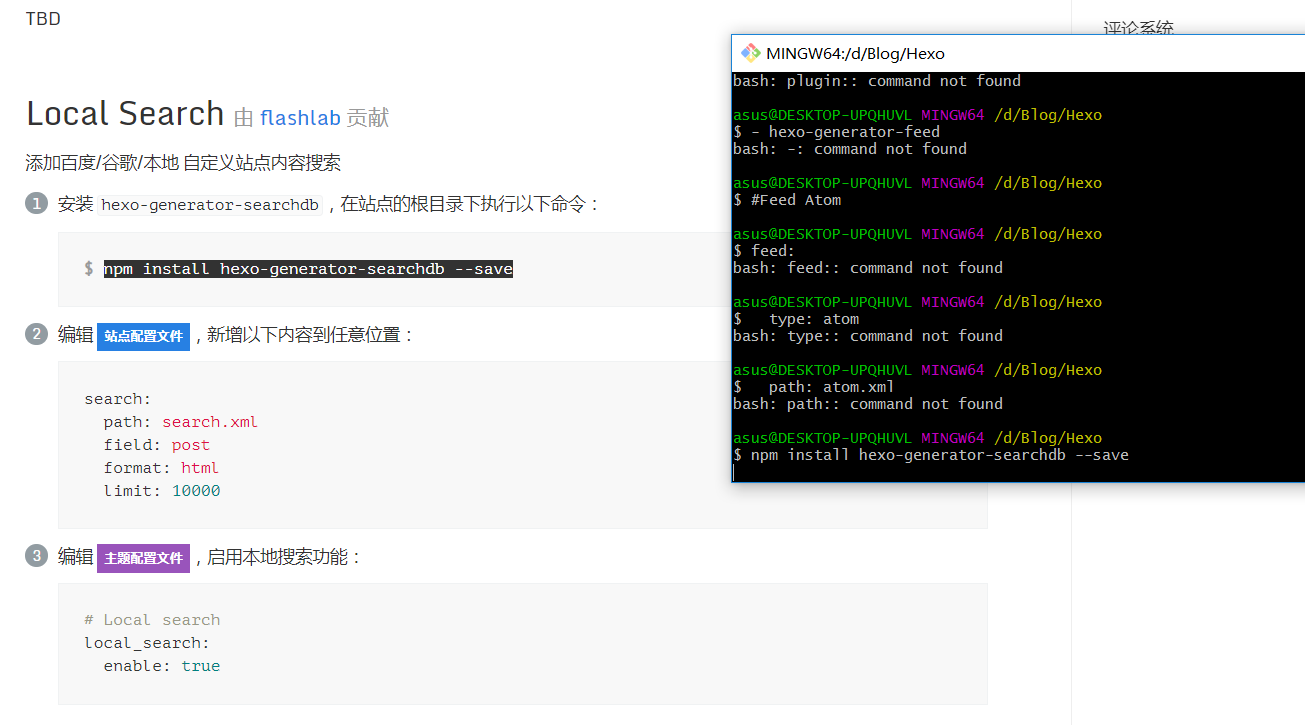 TBD
Local Search 由 flashlab 贡献
添加百度/谷歌/本地 自定义站点内容搜索
1 安装 hexo-generator-searchdb ，在站点的根目录下执行以下命令：
$ npm install hexo-generator-searchdb --save
2 编辑 站点配置文件 ，新增以下内容到任意位置：
search:
  path: search.xml
  field: post
  format: html
  limit: 10000
3 编辑 主题配置文件 ，启用本地搜索功能：
# Local search
local_search:
  enable: true
评论系统
MINGW64:/d/Blog/Hexo
bash: plugin:: command not found
asus@DESKTOP-UPQHUVL MINGW64 /d/Blog/Hexo
$ - hexo-generator-feed
bash: -: command not found
asus@DESKTOP-UPQHUVL MINGW64 /d/Blog/Hexo
$ #Feed Atom
asus@DESKTOP-UPQHUVL MINGW64 /d/Blog/Hexo
$ feed:
bash: feed:: command not found
asus@DESKTOP-UPQHUVL MINGW64 /d/Blog/Hexo
$   type: atom
bash: type:: command not found
asus@DESKTOP-UPQHUVL MINGW64 /d/Blog/Hexo
$   path: atom.xml
bash: path:: command not found
asus@DESKTOP-UPQHUVL MINGW64 /d/Blog/Hexo
$ npm install hexo-generator-searchdb --save